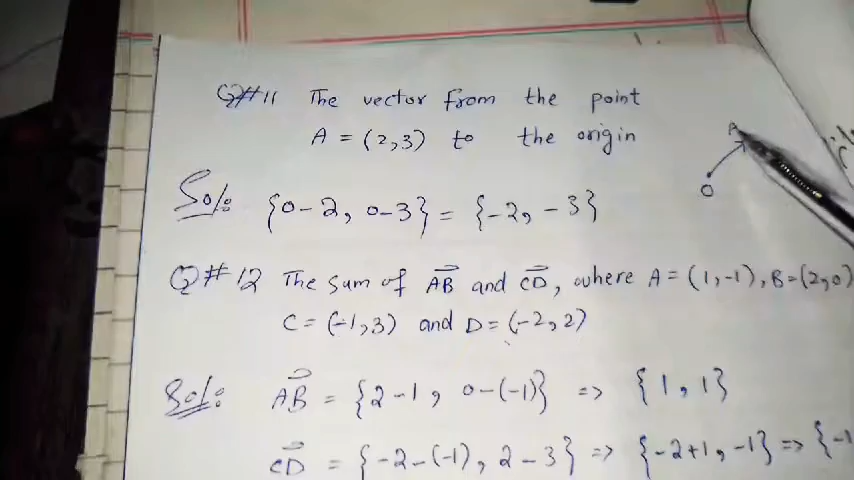 Q#11 The vector from the point
A = (2,3) to the origin
A
O
Sol: {0-2, 0-3} = {-2, -3}
Q#12 The sum of AB and CD, where A = (1,-1), B=(2,0)
C = (-1,3) and D = (-2,2)
Sol: AB = {2-1, 0-(-1)} => {1, 1}
CD = {-2-(-1), 2-3} => {-2+1, -1} => {-1